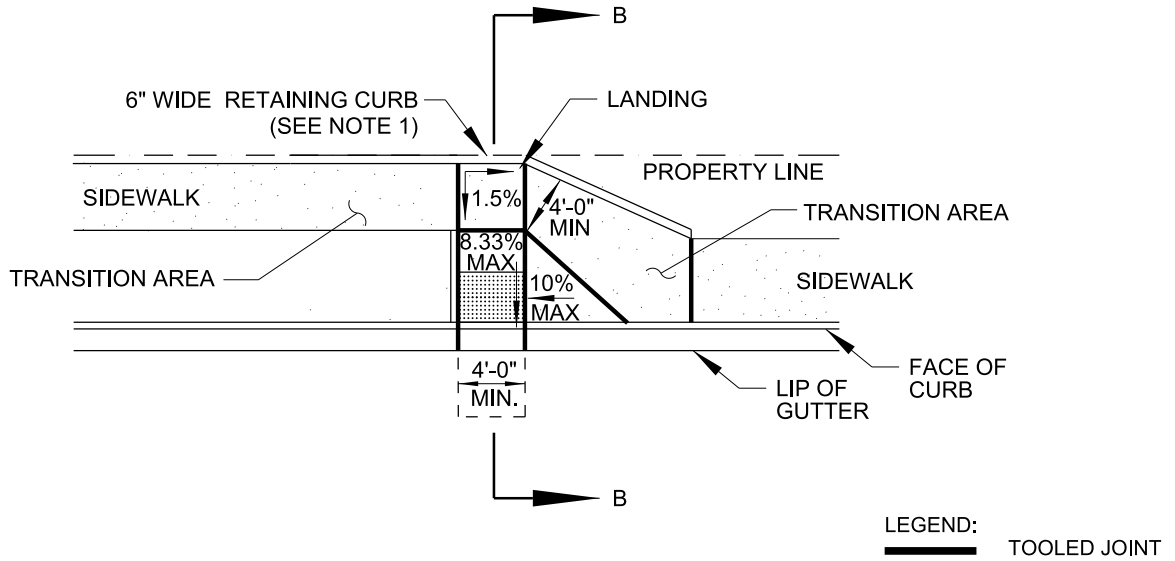 B
6" WIDE RETAINING CURB
(SEE NOTE 1)
LANDING
PROPERTY LINE
SIDEWALK
1.5%
4'-0"
MIN
TRANSITION AREA
8.33%
MAX
TRANSITION AREA
10%
MAX
SIDEWALK
4'-0"
MIN.
FACE OF
CURB
LIP OF
GUTTER
B
LEGEND:
TOOLED JOINT